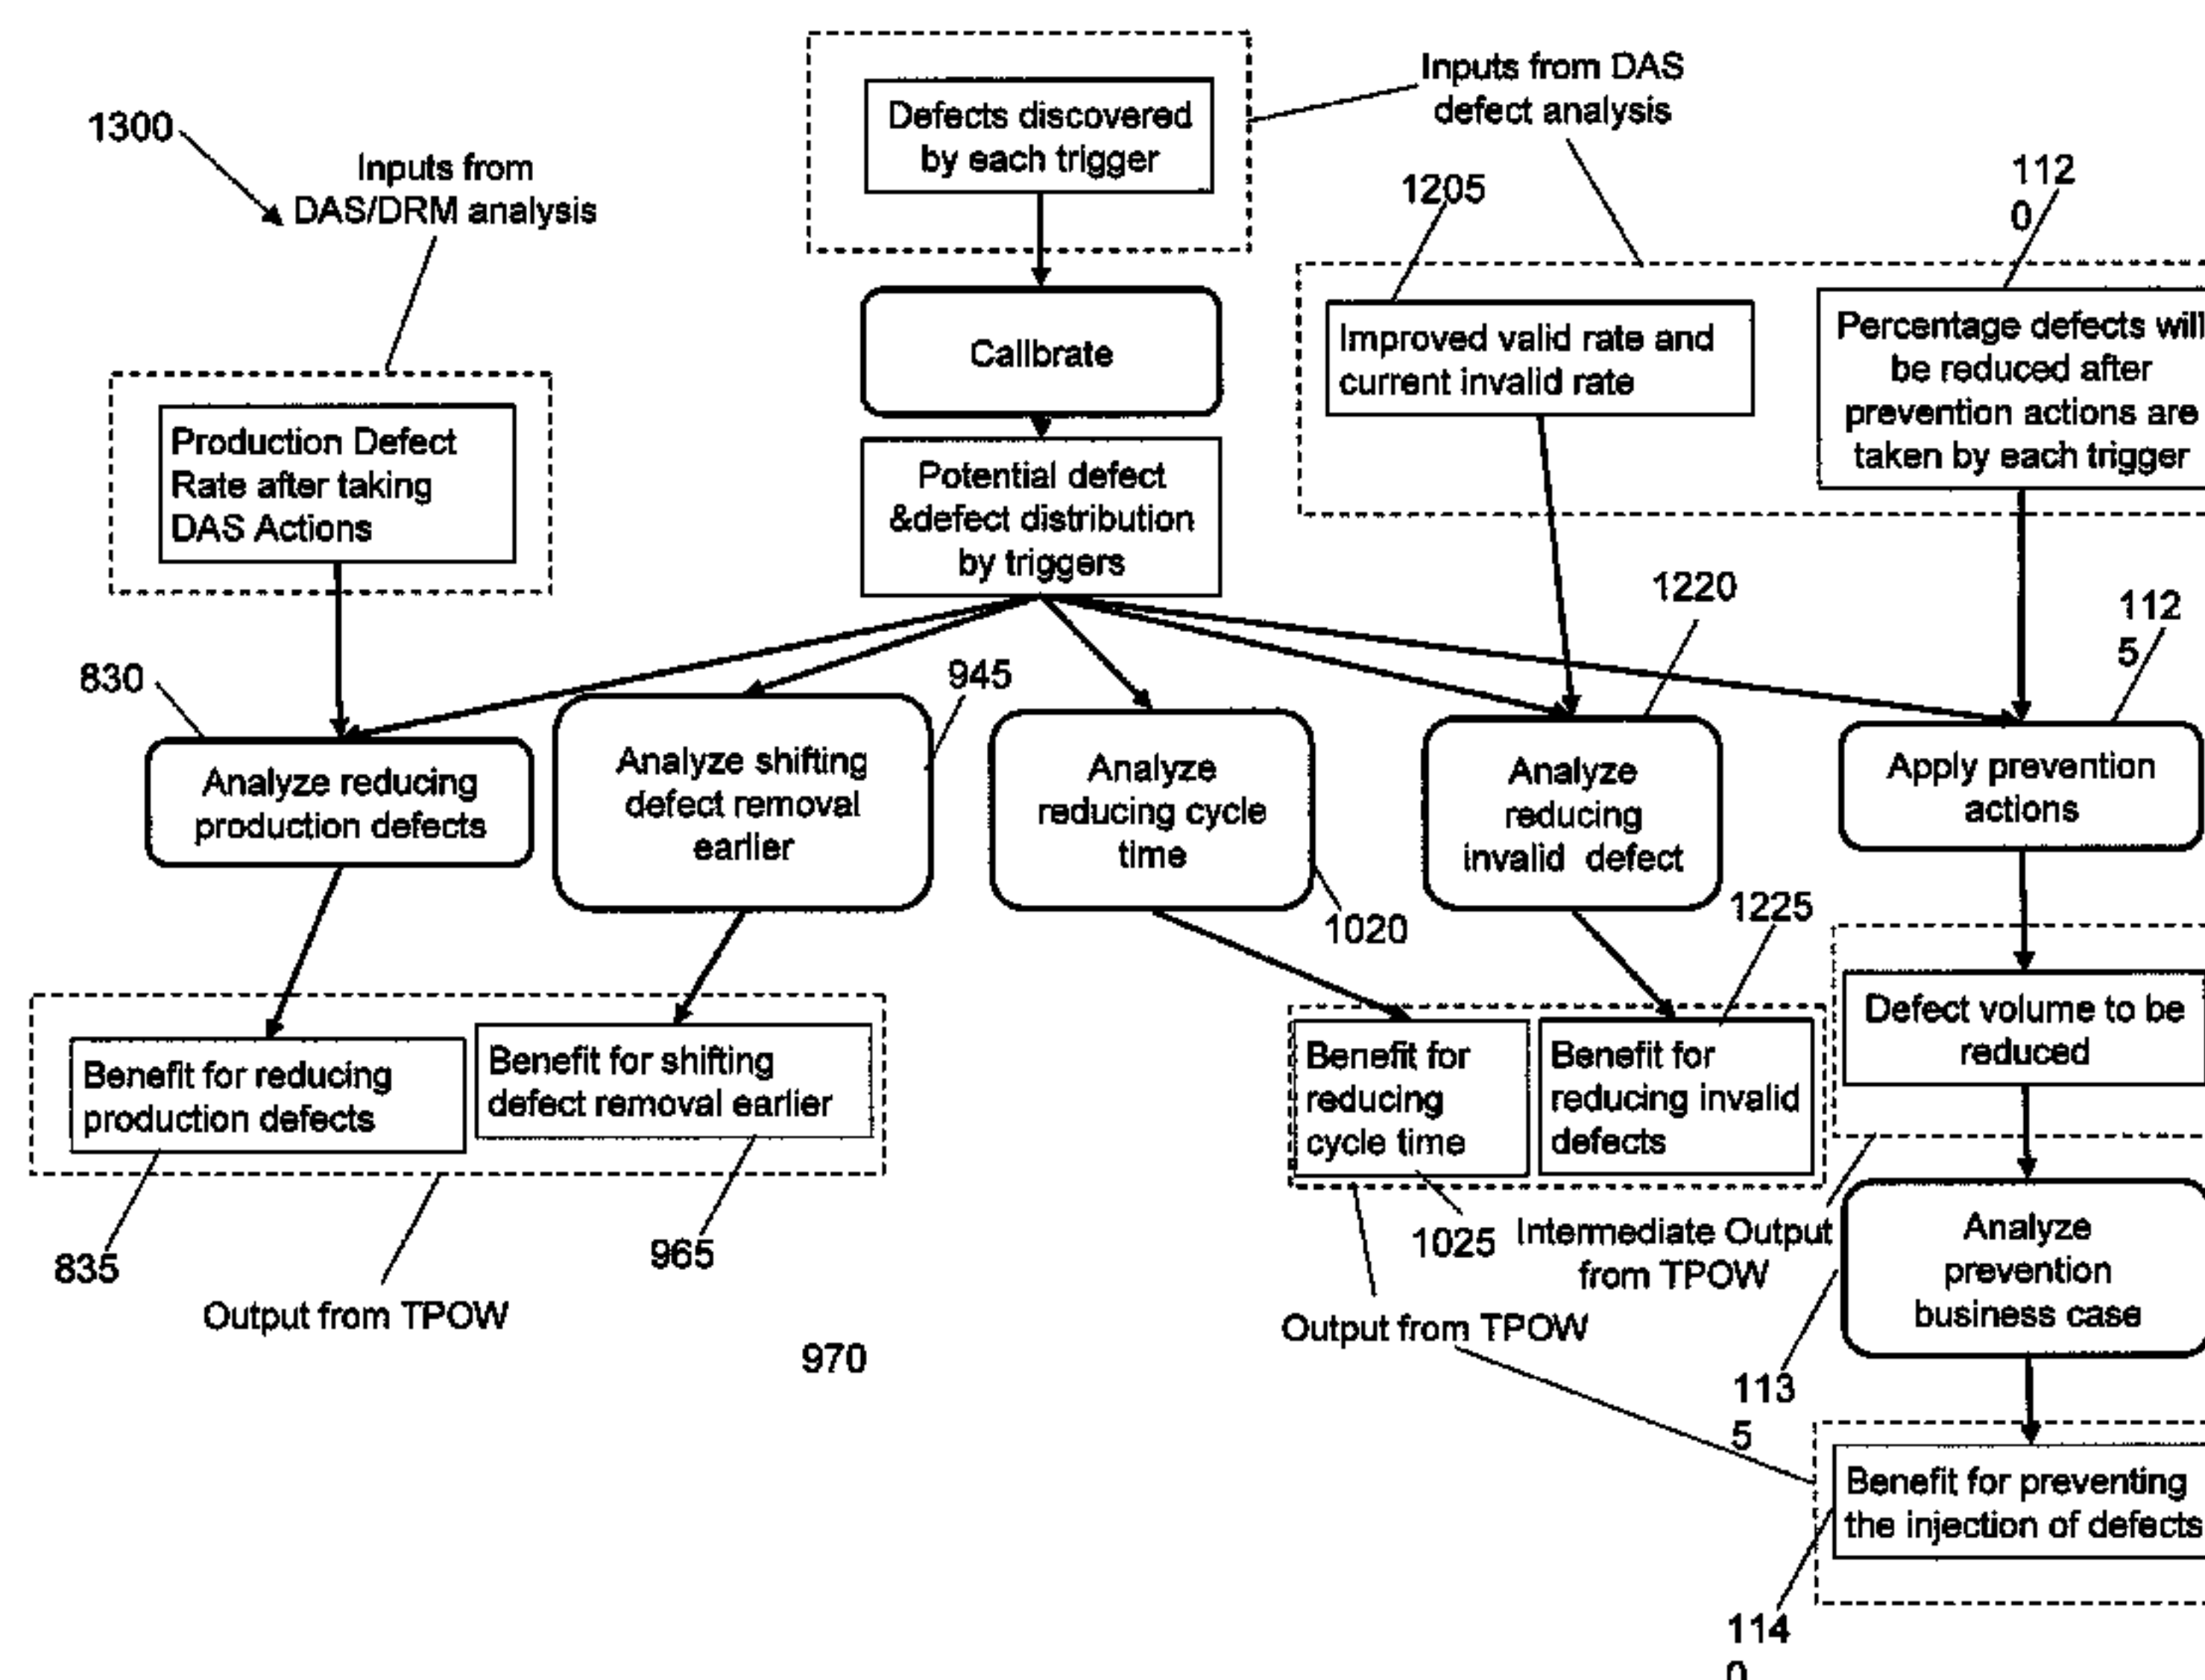 1300
Inputs from
DAS/DRM analysis
Defects discovered
by each trigger
Inputs from DAS
defect analysis
1205
112
0
Calibrate
Improved valid rate and
current invalid rate
Percentage defects will
be reduced after
prevention actions are
taken by each trigger
Production Defect
Rate after taking
DAS Actions
Potential defect
&defect distribution
by triggers
1220
112
5
830
945
Analyze reducing
production defects
Analyze shifting
defect removal
earlier
Analyze
reducing cycle
time
Analyze
reducing
invalid defect
Apply prevention
actions
1020
1225
Benefit for reducing
production defects
Benefit for shifting
defect removal earlier
Benefit for
reducing
cycle time
Benefit for
reducing invalid
defects
Defect volume to be
reduced
835
965
1025
Intermediate Output
from TPOW
Output from TPOW
970
Output from TPOW
Analyze
prevention
business case
113
5
Benefit for preventing
the injection of defects
114
0